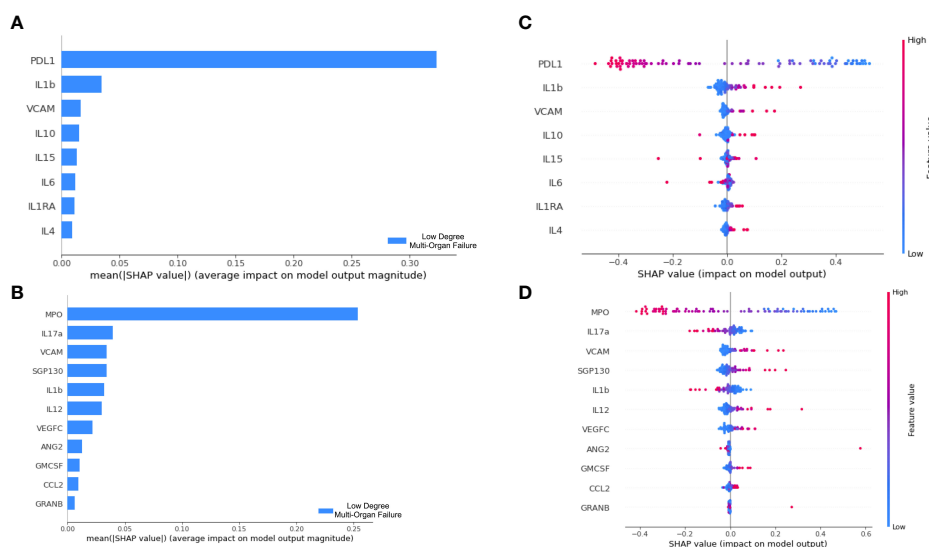 A
PDL1
IL1b
VCAM
IL10
IL15
IL6
IL1RA
IL4
Low Degree
Multi-Organ Failure
0.00 0.05 0.10 0.15 0.20 0.25 0.30
mean(|SHAP value|) (average impact on model output magnitude)
B
MPO
IL17a
VCAM
SGP130
IL1b
IL12
VEGFC
ANG2
GMCSF
CCL2
GRANB
Low Degree
Multi-Organ Failure
0.00 0.05 0.10 0.15 0.20 0.25
mean(|SHAP value|) (average impact on model output magnitude)
C
High
PDL1
IL1b
VCAM
IL10
IL15
IL6
IL1RA
IL4
Feature value
Low
−0.4 −0.2 0.0 0.2 0.4
SHAP value (impact on model output)
D
High
MPO
IL17a
VCAM
SGP130
IL1b
IL12
VEGFC
ANG2
GMCSF
CCL2
GRANB
Feature value
Low
−0.4 −0.2 0.0 0.2 0.4 0.6
SHAP value (impact on model output)